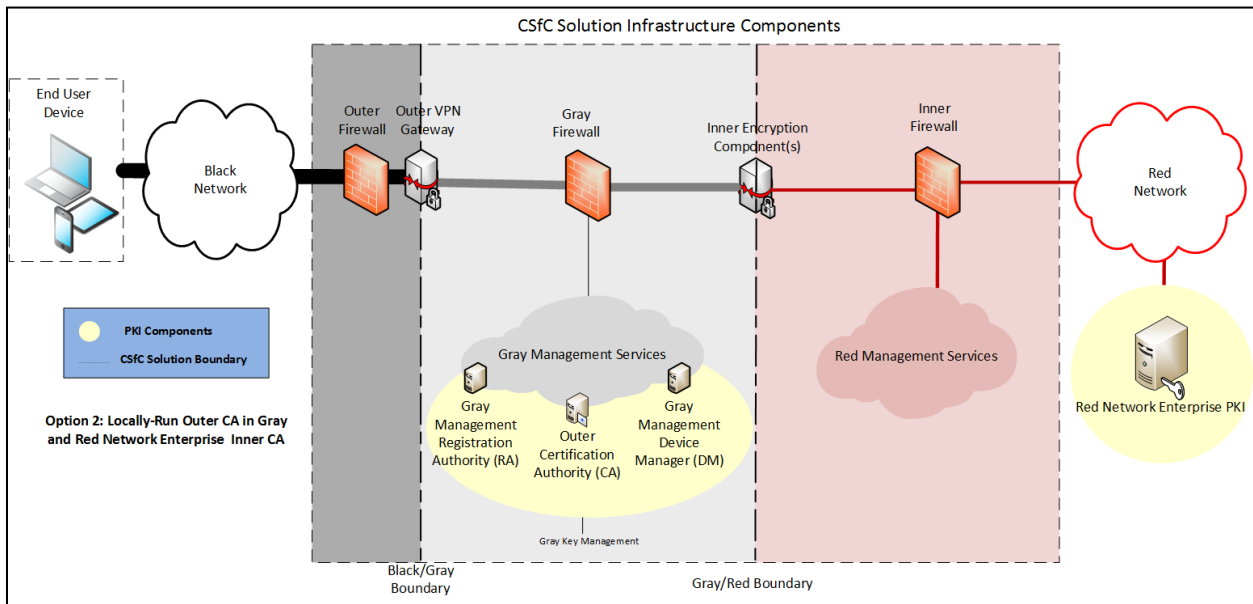 CSfC Solution Infrastructure Components
End User
Device
Black
Network
Outer
Firewall
Outer VPN
Gateway
Gray
Firewall
Inner Encryption
Component(s)
Inner
Firewall
Red
Network
PKI Components
CSfC Solution Boundary
Option 2: Locally-Run Outer CA in Gray
and Red Network Enterprise Inner CA
Gray Management Services
Gray
Management
Registration
Authority (RA)
Outer
Certification
Authority (CA)
Gray
Management
Device
Manager (DM)
Gray Key Management
Red Management Services
Red Network Enterprise PKI
Black/Gray
Boundary
Gray/Red Boundary